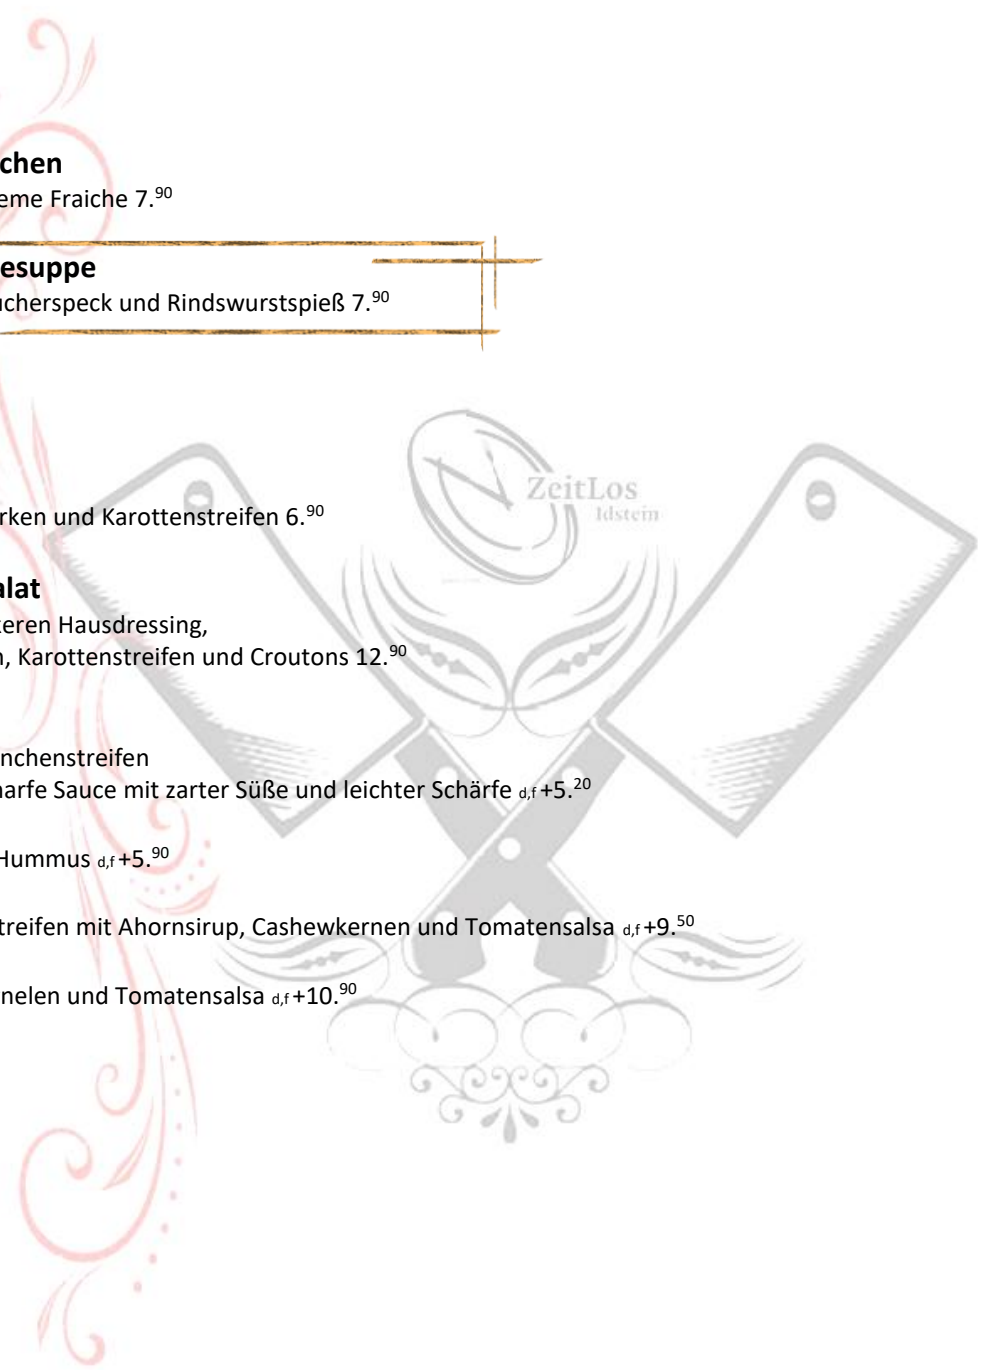 chen
eme Fraiche 7.90
esuppe
ucherspeck und Rindswurstspieß 7.90
ZeitLos
Idstein
rken und Karottenstreifen 6.90
alat
keren Hausdressing,
n, Karottenstreifen und Croutons 12.90
nchenstreifen
harfe Sauce mit zarter Süße und leichter Schärfe d,f +5.20
Hummus d,f +5.90
treifen mit Ahornsirup, Cashewkernen und Tomatensalsa d,f +9.50
nelen und Tomatensalsa d,f +10.90